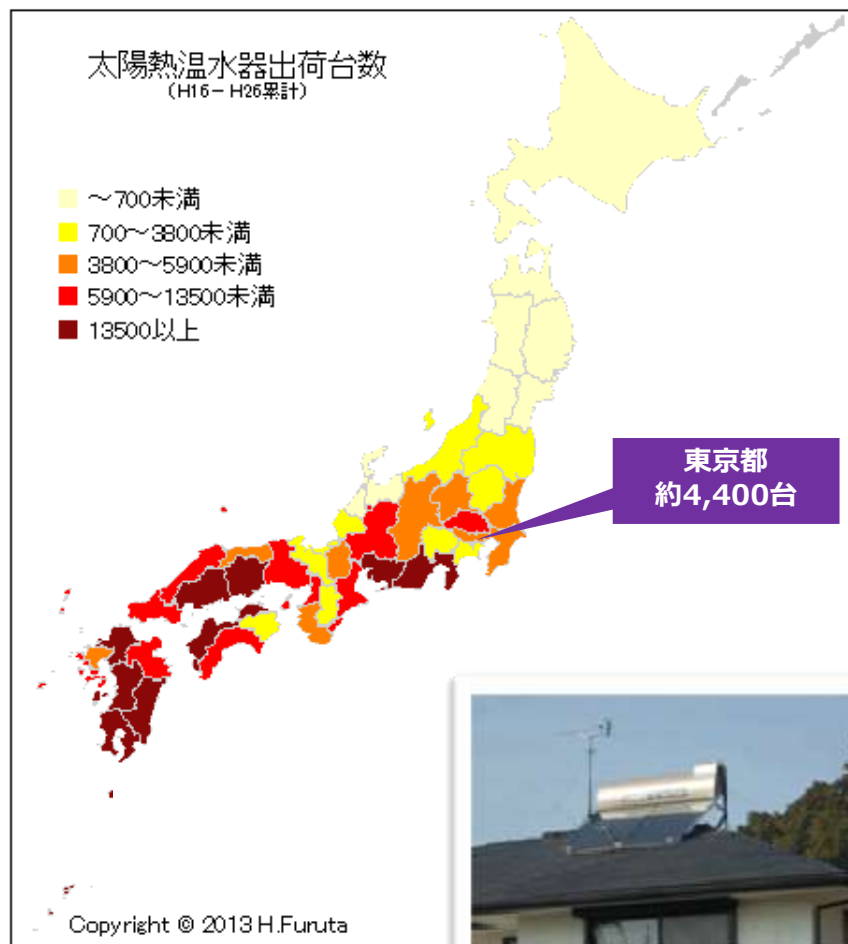 太陽熱温水器出荷台数
(H16-H26累計)
～700未満
700～3800未満
3800～5900未満
5900～13500未満
13500以上
東京都
約4,400台
Copyright © 2013 H.Furuta